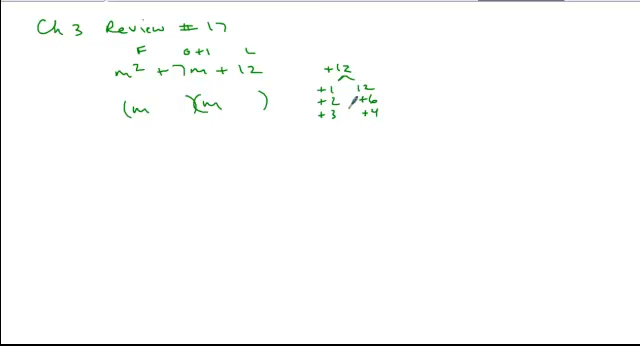 Ch 3 Review # 17
F O+I L
m² + 7m + 12
+12
(m )(m )
+1 12
+2 +6
+3 +4